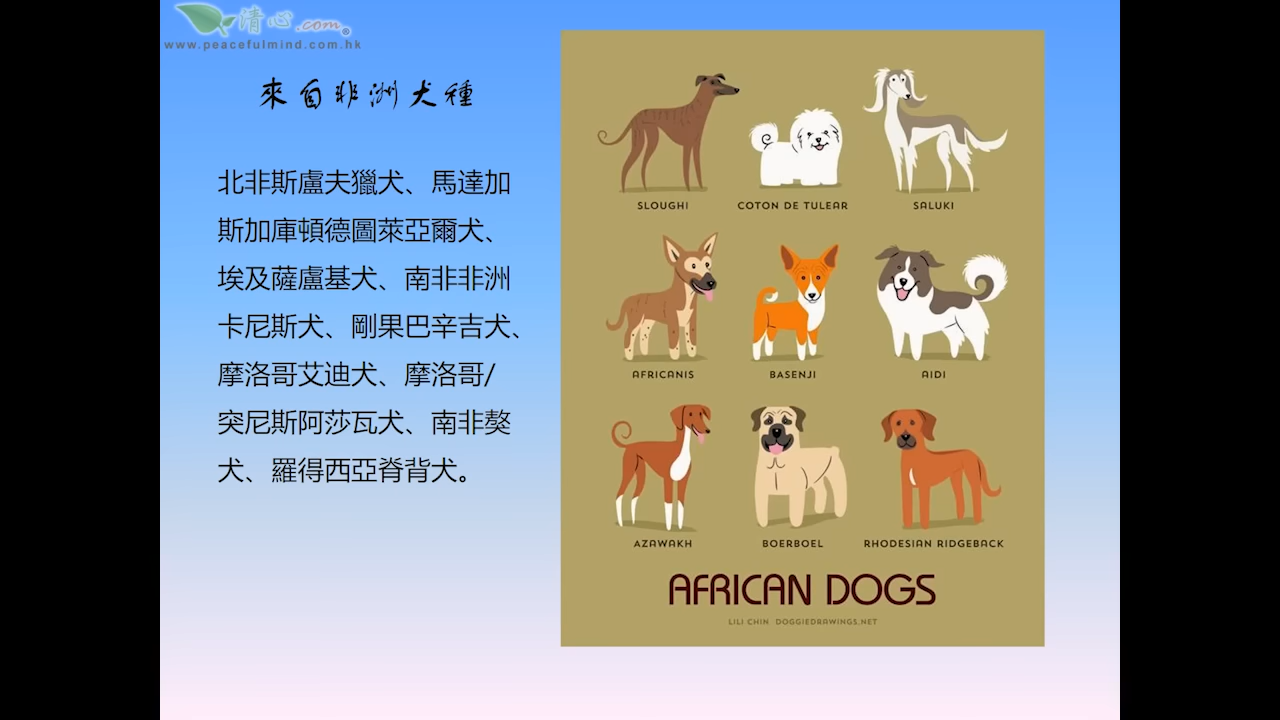 清心.com®
www.peacefulmind.com.hk
來自非洲犬種
北非斯盧夫獵犬、馬達加
斯加庫頓德圖萊亞爾犬、
埃及薩盧基犬、南非非洲
卡尼斯犬、剛果巴辛吉犬、
摩洛哥艾迪犬、摩洛哥/
突尼斯阿莎瓦犬、南非獒
犬、羅得西亞脊背犬。
SLOUGHI
COTON DE TULEAR
SALUKI
AFRICANIS
BASENJI
AIDI
AZAWAKH
BOERBOEL
RHODESIAN RIDGEBACK
AFRICAN DOGS
LILI CHIN DOGGIEDRAWINGS.NET